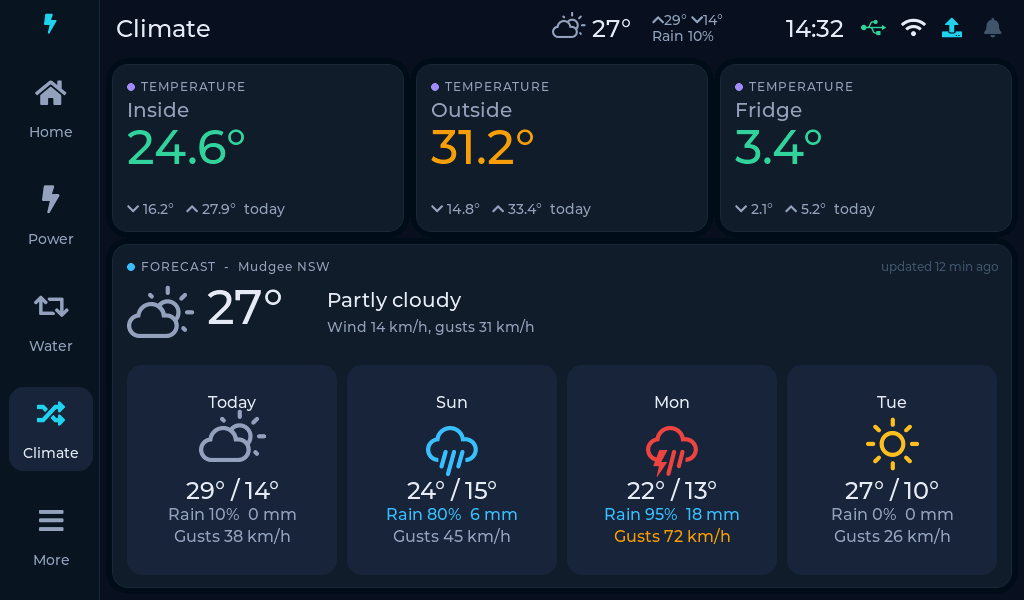 Climate
27°
29° 14°
Rain 10%
14:32
Home
Power
Water
Climate
More
TEMPERATURE
Inside
24.6°
16.2° 27.9° today
TEMPERATURE
Outside
31.2°
14.8° 33.4° today
TEMPERATURE
Fridge
3.4°
2.1° 5.2° today
FORECAST - Mudgee NSW
updated 12 min ago
27°
Partly cloudy
Wind 14 km/h, gusts 31 km/h
Today
29° / 14°
Rain 10% 0 mm
Gusts 38 km/h
Sun
24° / 15°
Rain 80% 6 mm
Gusts 45 km/h
Mon
22° / 13°
Rain 95% 18 mm
Gusts 72 km/h
Tue
27° / 10°
Rain 0% 0 mm
Gusts 26 km/h